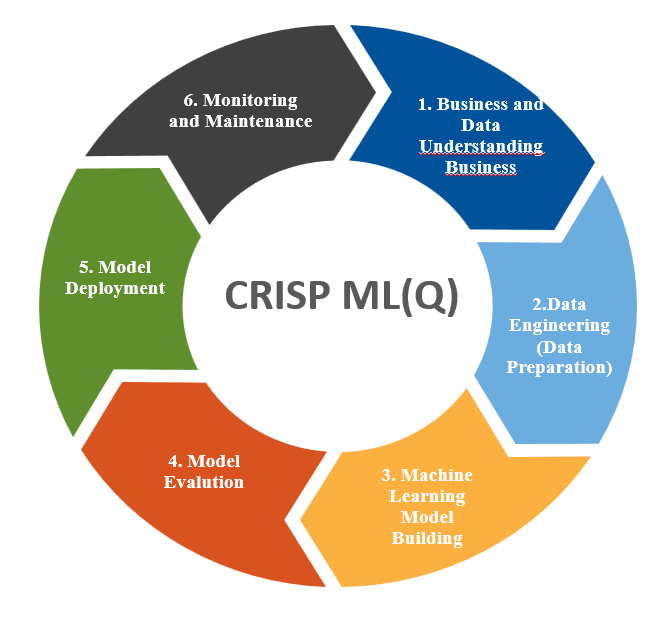 1. Business and
Data
Understanding
Business
2.Data
Engineering
(Data
Preparation)
3. Machine
Learning
Model
Building
4. Model
Evalution
5. Model
Deployment
6. Monitoring
and Maintenance
CRISP ML(Q)